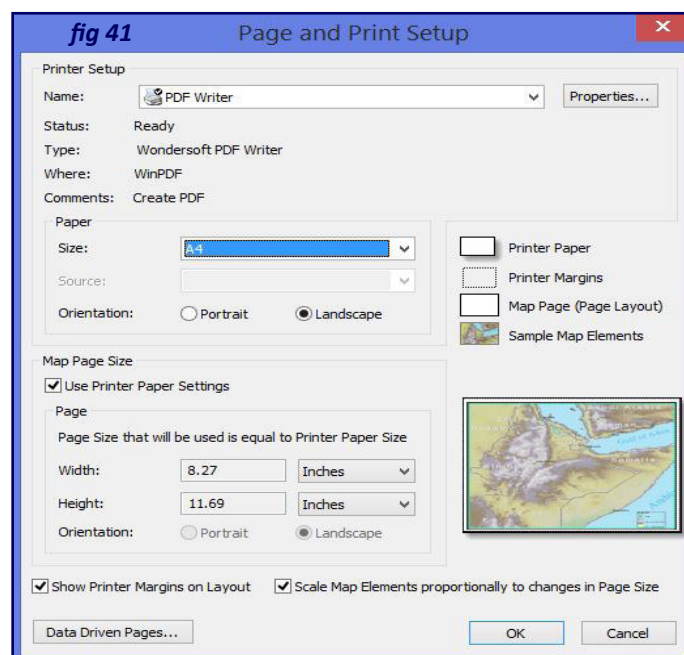 fig 41
Page and Print Setup
Printer Setup
Name:
PDF Writer
Properties...
Status: Ready
Type: Wondersoft PDF Writer
Where: WinPDF
Comments: Create PDF
Paper
Size: A4
Source:
Orientation: Portrait Landscape
Printer Paper
Printer Margins
Map Page (Page Layout)
Sample Map Elements
Map Page Size
Use Printer Paper Settings
Page
Page Size that will be used is equal to Printer Paper Size
Width: 8.27 Inches
Height: 11.69 Inches
Orientation: Portrait Landscape
Show Printer Margins on Layout Scale Map Elements proportionally to changes in Page Size
Data Driven Pages...
OK Cancel